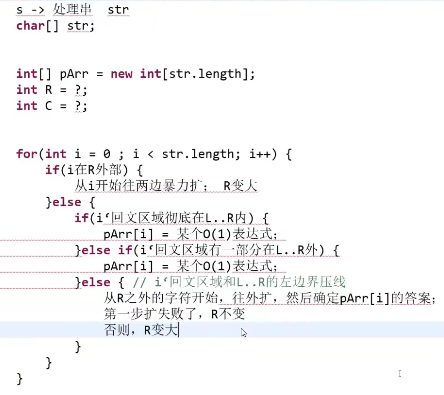 s -> 处理串  str
char[] str;
int[] pArr = new int[str.length];
int R = ?;
int C = ?;
for(int i = 0 ; i < str.length; i++) {
if(i在R外部) {
从i开始往两边暴力扩； R变大
}else {
if(i‘回文区域彻底在L..R内) {
pArr[i] = 某个O(1)表达式;
}else if(i‘回文区域有一部分在L..R外) {
pArr[i] = 某个O(1)表达式;
}else { // i‘回文区域和L..R的左边界压线
从R之外的字符开始，往外扩，然后确定pArr[i]的答案；
第一步扩失败了，R不变
否则，R变大
}
}
}